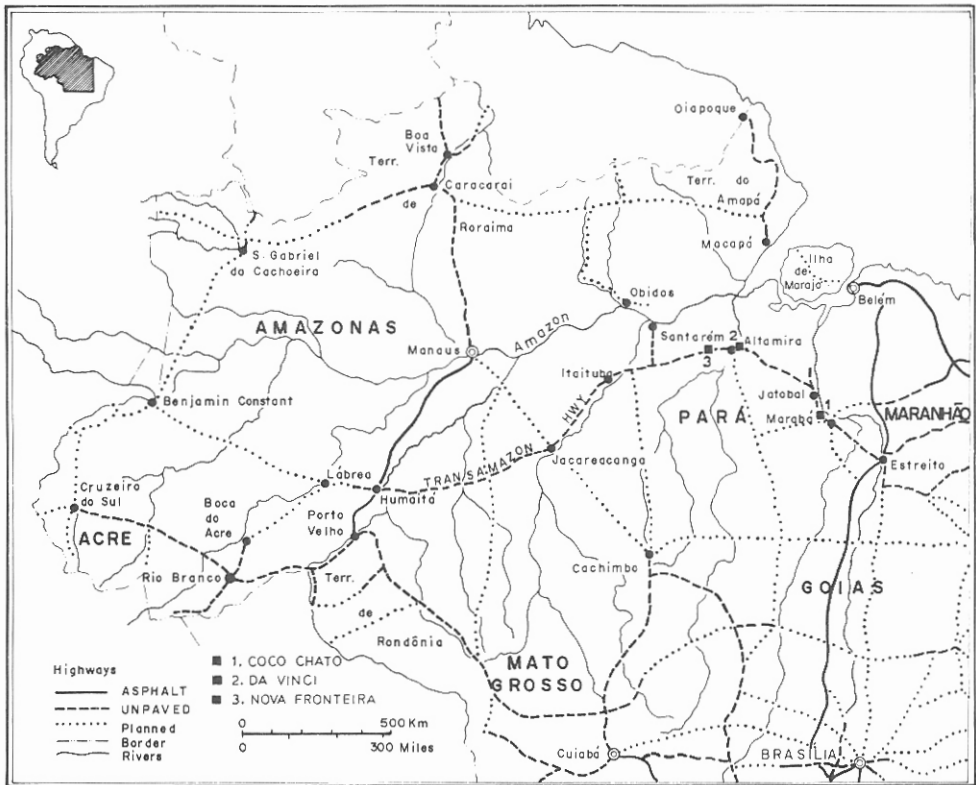 Oiapoque
Boa
Vista
Terr.
Caracaraí
Terr. do
Amapá
de
Roraima
Macapá
S. Gabriel
da Cachoeira
Ilha
de
Marajó
Belém
Obidos
AMAZONAS
Amazon
Manaus
Santarém
2
Altamira
3
Itaituba
HWY
Jatobal
1
Benjamin Constant
PARÁ
Marabá
MARANHÃO
TRANSAMAZON
Jacareacanga
Estreito
Lábrea
Humaitá
Cruzeiro
do Sul
Boca
do
Acre
Porto
Velho
ACRE
Cachimbo
Rio Branco
Terr.
GOIAS
de
Rondônia
MATO
GROSSO
Highways
ASPHALT
UNPAVED
Planned
Border
Rivers
1. COCO CHATO
2. DA VINCI
3. NOVA FRONTEIRA
0 500 Km
300 Miles
Cuiabá
BRASÍLIA